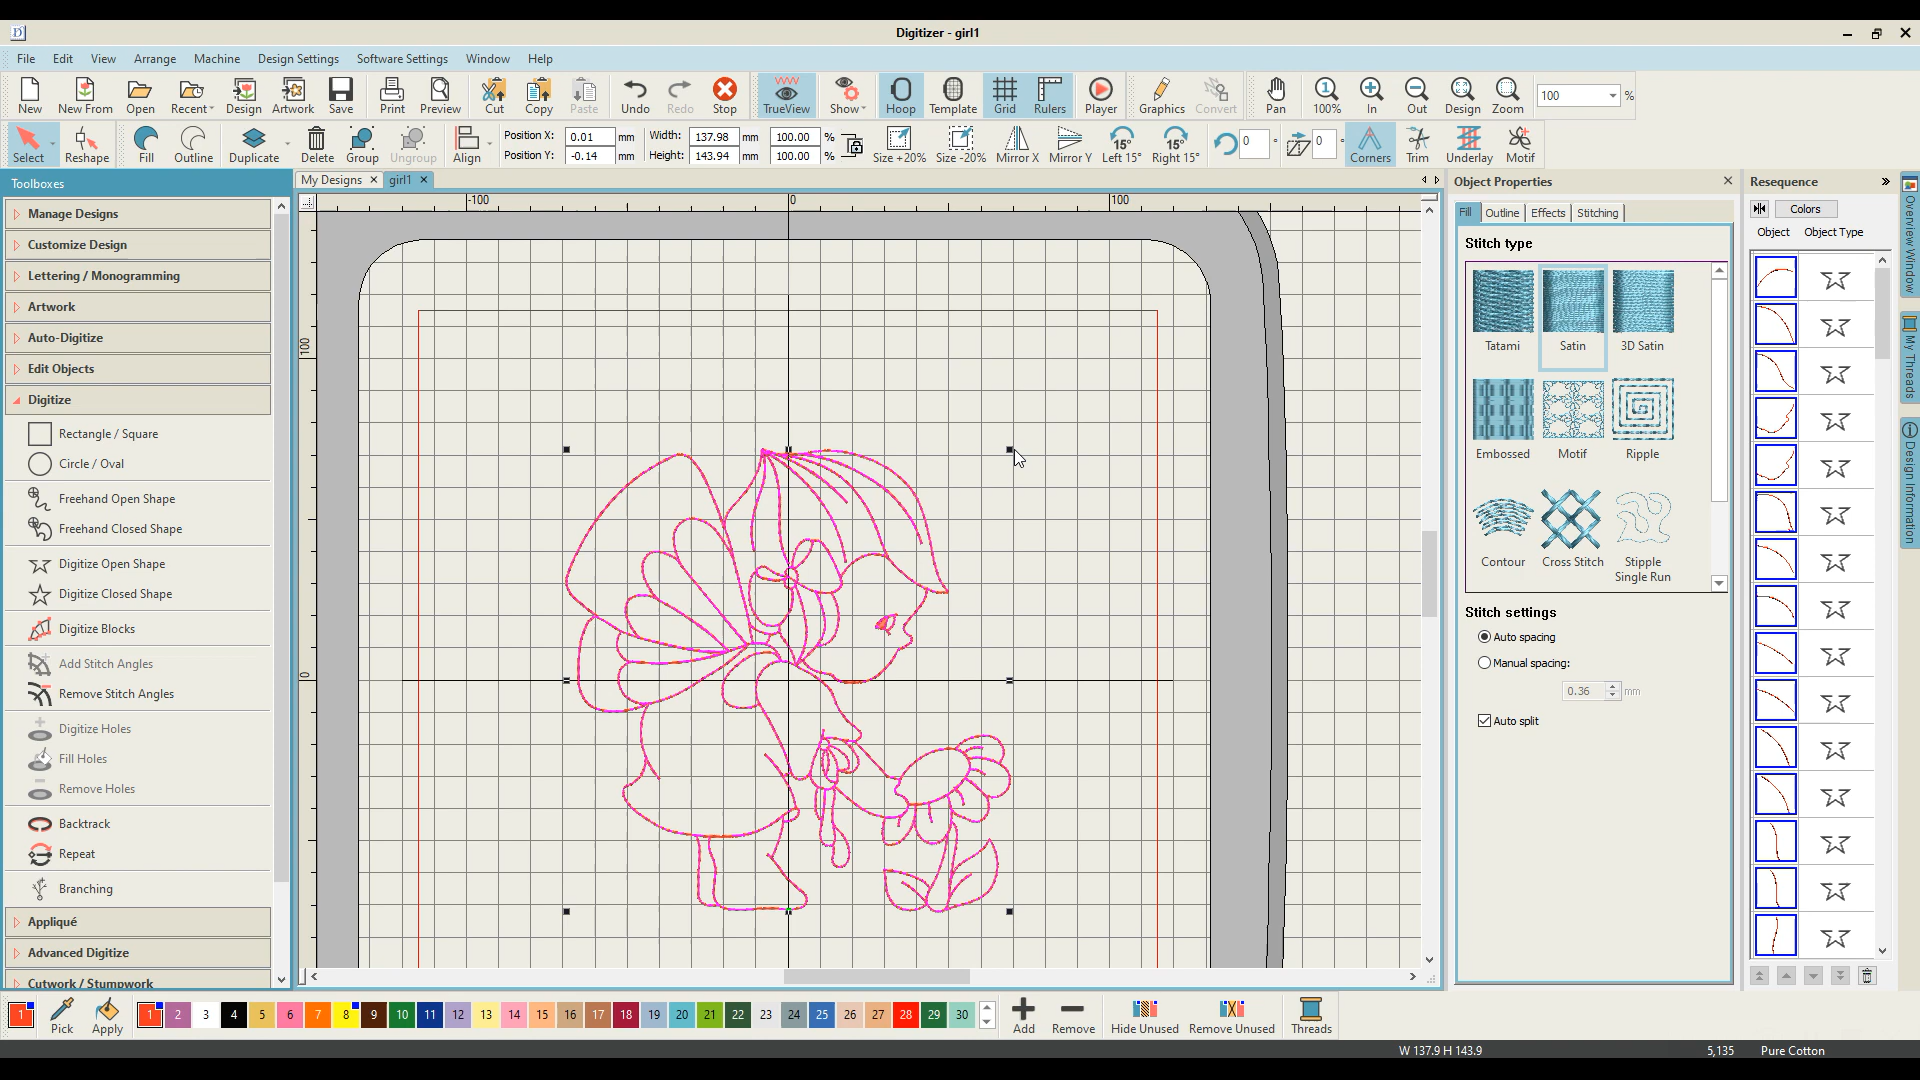 Digitizer - girl1
File Edit View Arrange Machine Design Settings Software Settings Window Help
New New From Open Recent Design Artwork Save Print Preview Cut Copy Paste Undo Redo Stop TrueView Show Hoop Template Grid Rulers Player Graphics Convert Pan 100% In Out Design Zoom 100 %
Select Reshape Fill Outline Duplicate Delete Group Ungroup Align Position X: 0.01 mm Width: 137.98 mm 100.00 % Size +20% Size -20% Mirror X Mirror Y Left 15° Right 15° 0 ° 0 ° Corners Trim Underlay Motif
Position Y: -0.14 mm Height: 143.94 mm 100.00 %
Toolboxes
Manage Designs
Customize Design
Lettering / Monogramming
Artwork
Auto-Digitize
Edit Objects
Digitize
Rectangle / Square
Circle / Oval
Freehand Open Shape
Freehand Closed Shape
Digitize Open Shape
Digitize Closed Shape
Digitize Blocks
Add Stitch Angles
Remove Stitch Angles
Digitize Holes
Fill Holes
Remove Holes
Backtrack
Repeat
Branching
Appliqué
Advanced Digitize
Cutwork / Stumpwork
My Designs girl1
-100 0 100
100
0
Object Properties
Fill Outline Effects Stitching
Stitch type
Tatami Satin 3D Satin
Embossed Motif Ripple
Contour Cross Stitch Stipple
Single Run
Stitch settings
Auto spacing
Manual spacing:
0.36 mm
Auto split
Resequence
Colors
Object Object Type
Overview Window
My Threads
Design Information
1 Pick Apply 1 2 3 4 5 6 7 8 9 10 11 12 13 14 15 16 17 18 19 20 21 22 23 24 25 26 27 28 29 30 Add Remove Hide Unused Remove Unused Threads
W 137.9 H 143.9 5,135 Pure Cotton